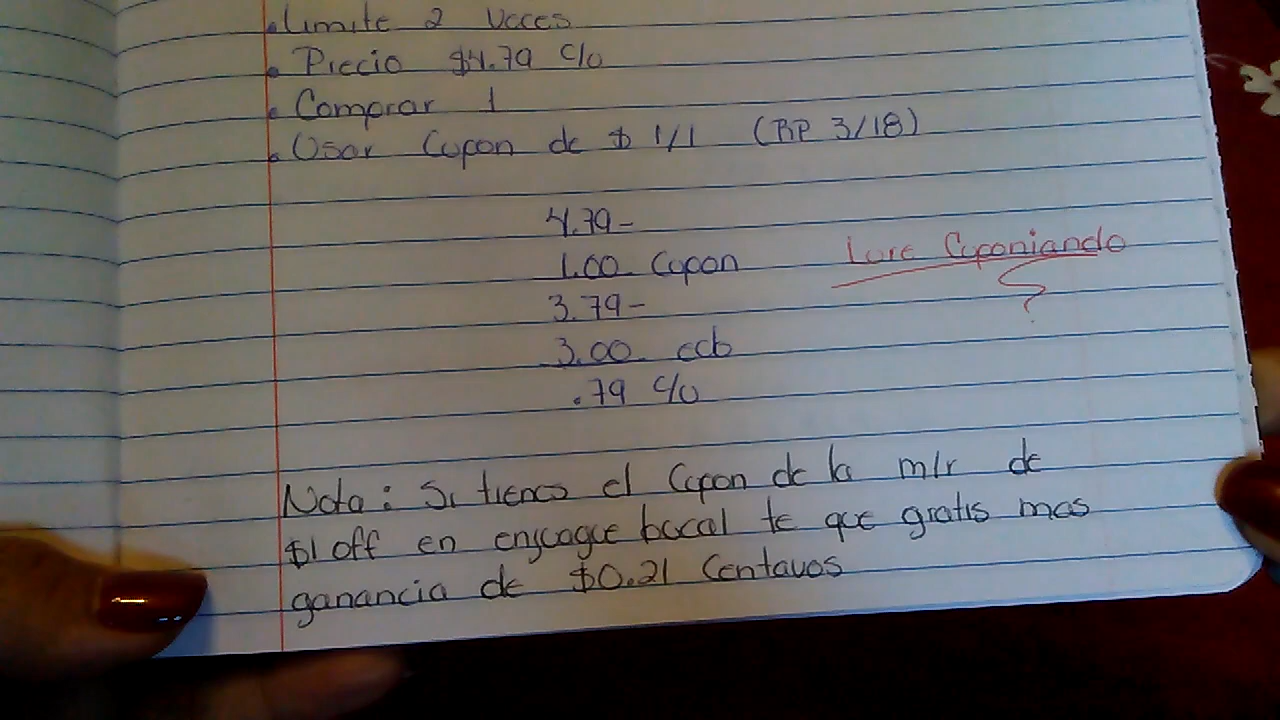 • Limite 2 Veces
• Precio $4.79 c/u
• Comprar 1
• Usar Cupon de $ 1/1 (RP 3/18)
4.79-
1.00 Cupon
Lure Cuponiando
3.79-
3.00 ecb
.79 c/u
Nota: Si tienes el Cupon de la m/r de
$1 off en enjuague bucal te que gratis mas
ganancia de $0.21 Centavos